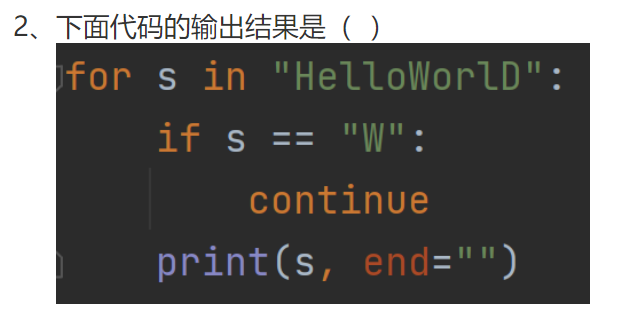 2、下面代码的输出结果是（  ）
for s in "HelloWorlD":
    if s == "W":
        continue
    print(s, end="")